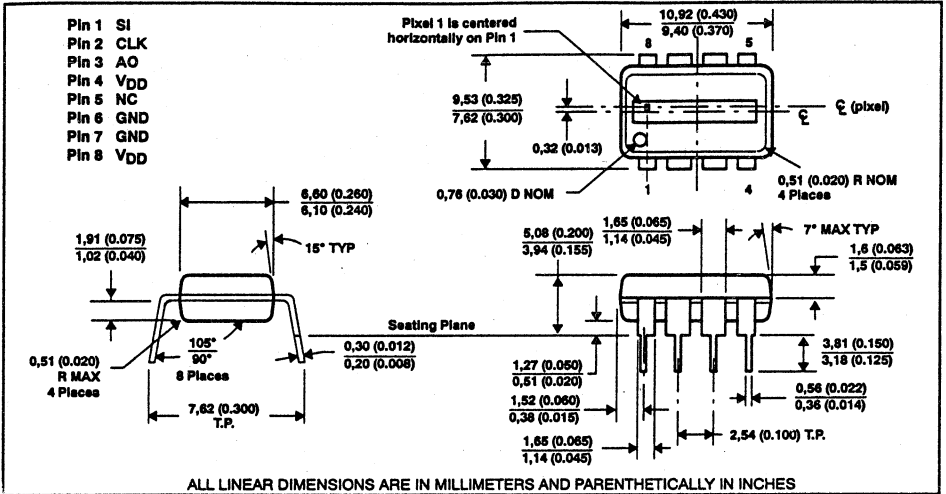 Pin 1 SI
Pin 2 CLK
Pin 3 AO
Pin 4 VDD
Pin 5 NC
Pin 6 GND
Pin 7 GND
Pin 8 VDD
Pixel 1 is centered
horizontally on Pin 1
10,92 (0.430)
9,40 (0.370)
8
5
9,53 (0.325)
7,62 (0.300)
℄ (pixel)
℄
0,32 (0.013)
0,76 (0.030) D NOM
1
4
0,51 (0.020) R NOM
4 Places
6,60 (0.260)
6,10 (0.240)
15° TYP
1,91 (0.075)
1,02 (0.040)
5,08 (0.200)
3,94 (0.155)
1,65 (0.065)
1,14 (0.045)
7° MAX TYP
1,6 (0.063)
1,5 (0.059)
Seating Plane
105°
90°
8 Places
0,51 (0.020)
R MAX
4 Places
0,30 (0.012)
0,20 (0.008)
7,62 (0.300)
T.P.
1,27 (0.050)
0,51 (0.020)
1,52 (0.060)
0,38 (0.015)
1,65 (0.065)
1,14 (0.045)
2,54 (0.100) T.P.
3,81 (0.150)
3,18 (0.125)
0,56 (0.022)
0,36 (0.014)
ALL LINEAR DIMENSIONS ARE IN MILLIMETERS AND PARENTHETICALLY IN INCHES